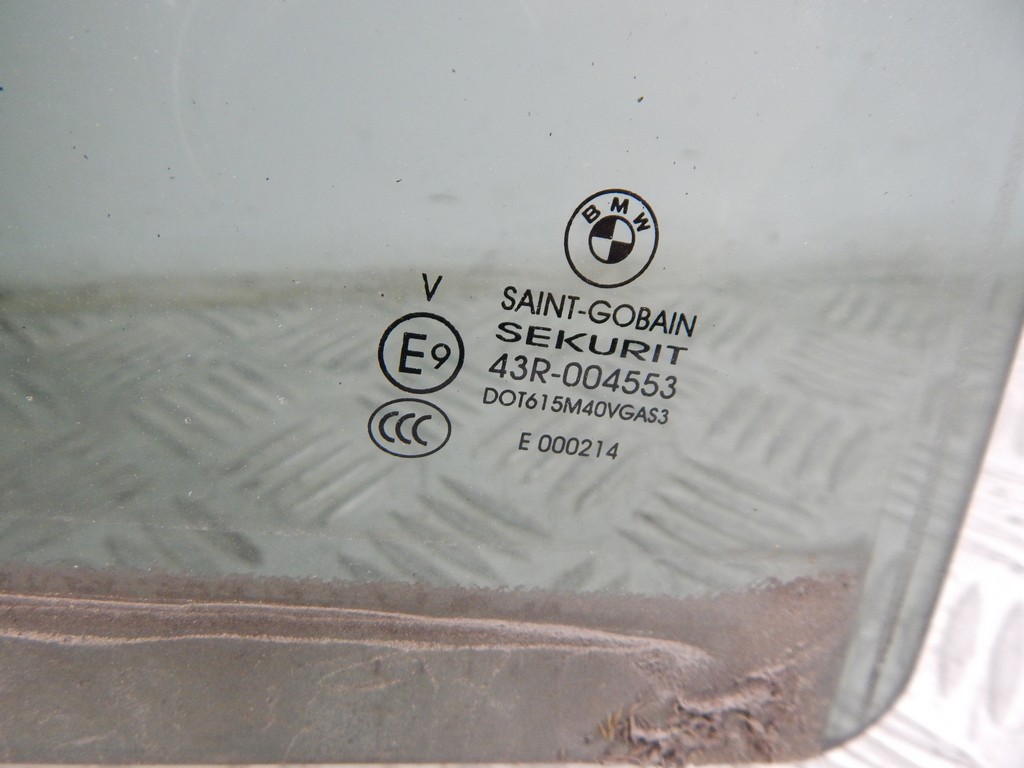 BMW
SAINT-GOBAIN
SEKURIT
43R-004553
DOT615M40VGAS3
E 000214
V
E9
CCC